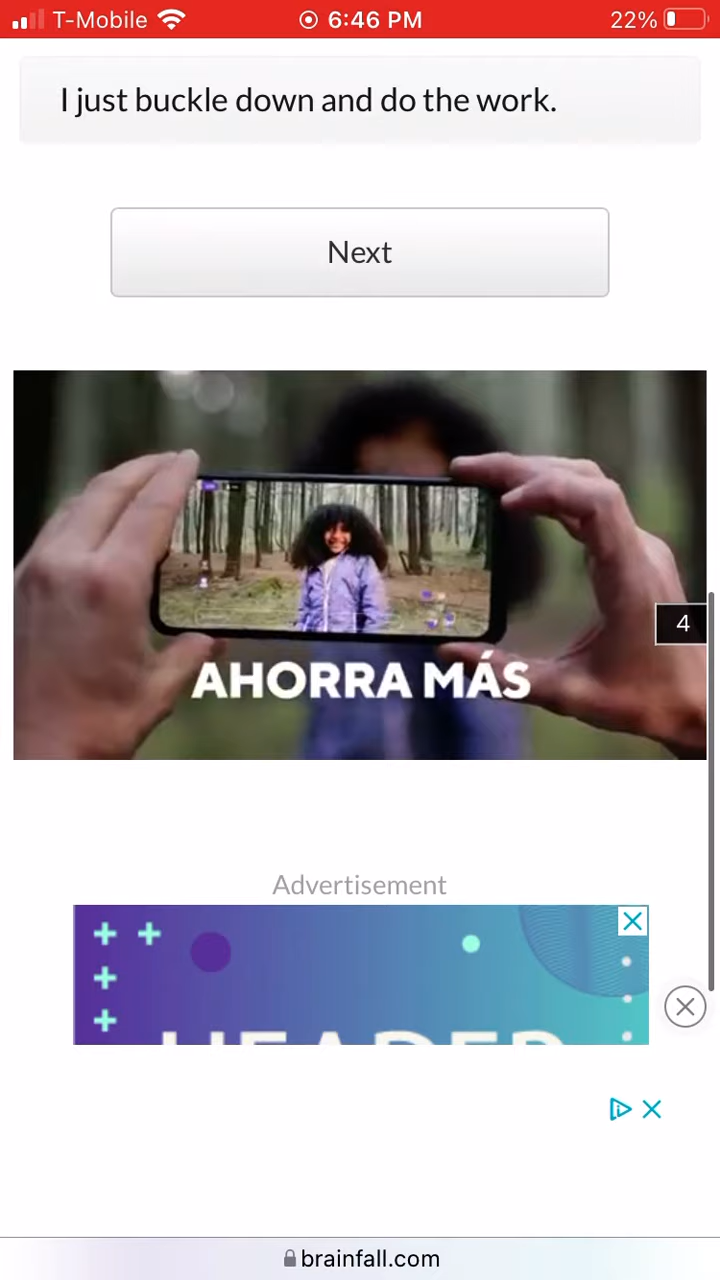 T-Mobile 6:46 PM 22%
I just buckle down and do the work.
Next
4
AHORRA MÁS
Advertisement
HEADER
brainfall.com